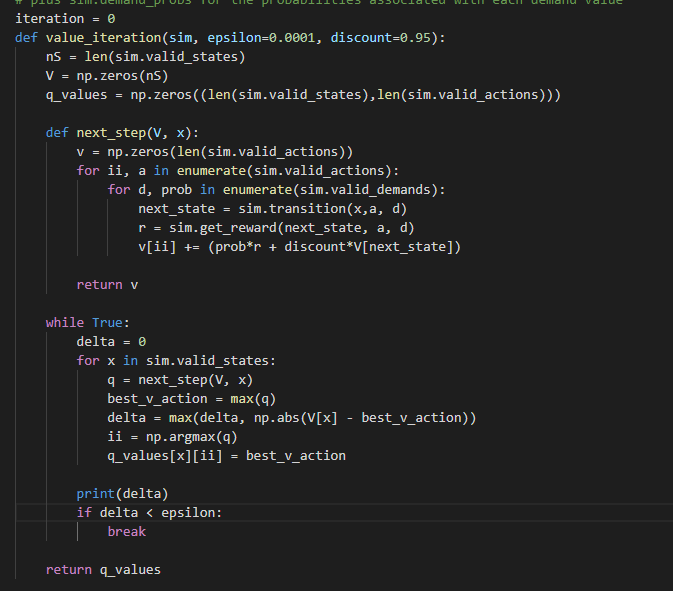 # plus sim.demand_probs for the probabilities associated with each demand value
iteration = 0
def value_iteration(sim, epsilon=0.0001, discount=0.95):
    nS = len(sim.valid_states)
    V = np.zeros(nS)
    q_values = np.zeros((len(sim.valid_states),len(sim.valid_actions)))
    def next_step(V, x):
        v = np.zeros(len(sim.valid_actions))
        for ii, a in enumerate(sim.valid_actions):
            for d, prob in enumerate(sim.valid_demands):
                next_state = sim.transition(x,a, d)
                r = sim.get_reward(next_state, a, d)
                v[ii] += (prob*r + discount*V[next_state])
        return v
    while True:
        delta = 0
        for x in sim.valid_states:
            q = next_step(V, x)
            best_v_action = max(q)
            delta = max(delta, np.abs(V[x] - best_v_action))
            ii = np.argmax(q)
            q_values[x][ii] = best_v_action
        print(delta)
        if delta < epsilon:
            break
    return q_values